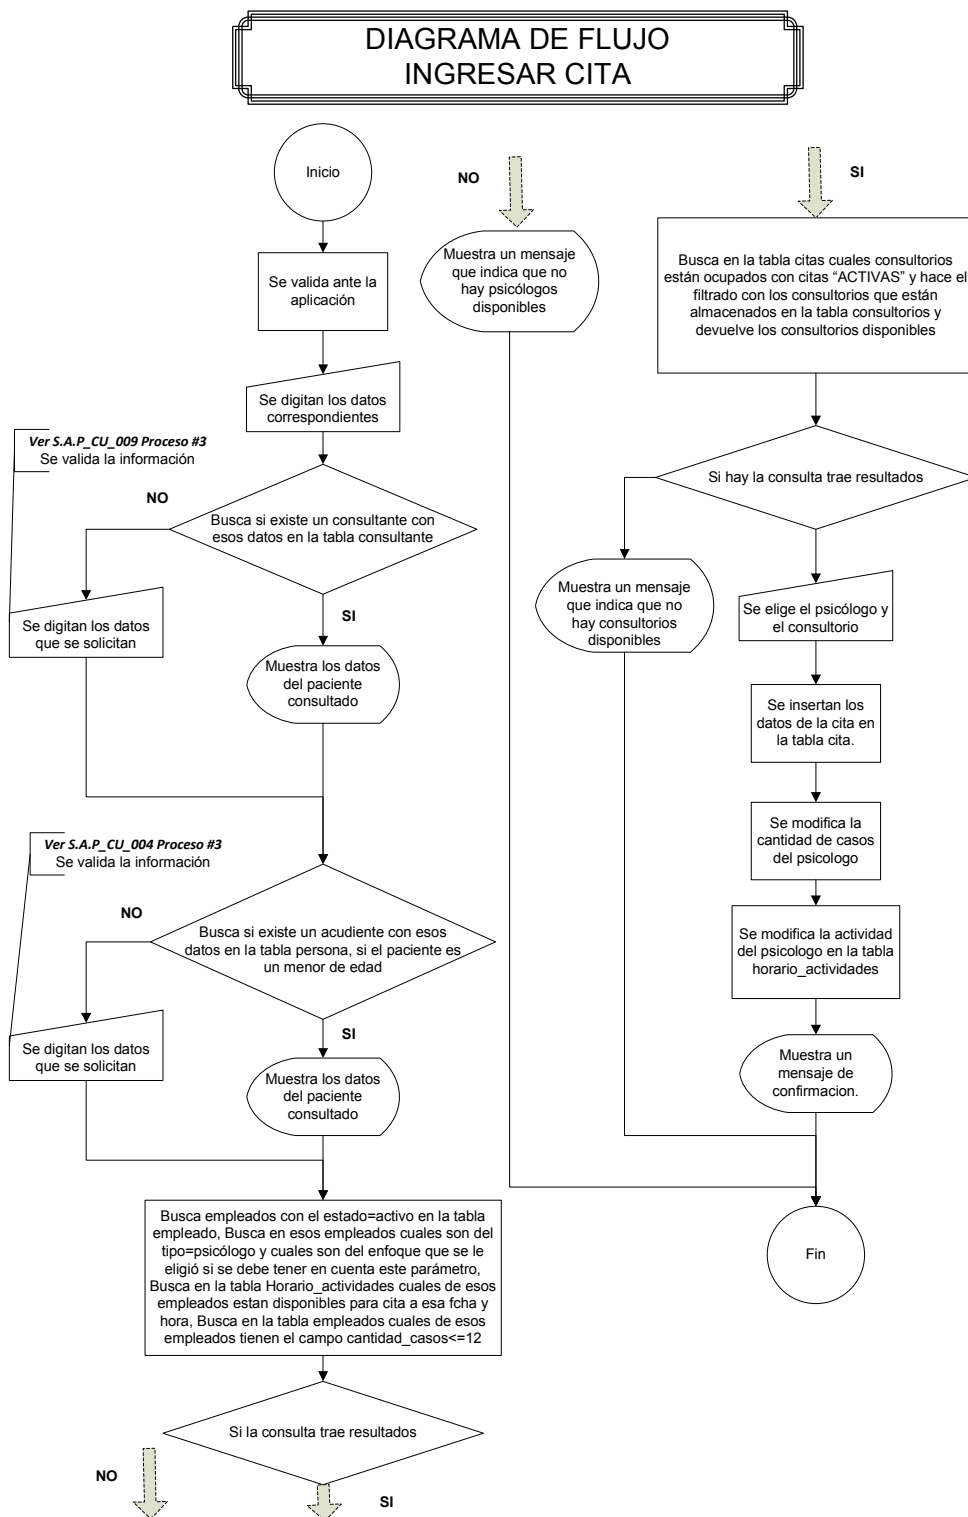 DIAGRAMA DE FLUJO
INGRESAR CITA
Inicio
Se valida ante la
aplicación
Se digitan los datos
correspondientes
Ver S.A.P_CU_009 Proceso #3
Se valida la información
NO
Busca si existe un consultante con
esos datos en la tabla consultante
SI
Se digitan los datos
que se solicitan
Muestra los datos
del paciente
consultado
Ver S.A.P_CU_004 Proceso #3
Se valida la información
NO
Busca si existe un acudiente con esos
datos en la tabla persona, si el paciente es
un menor de edad
SI
Se digitan los datos
que se solicitan
Muestra los datos
del paciente
consultado
Busca empleados con el estado=activo en la tabla
empleado, Busca en esos empleados cuales son del
tipo=psicólogo y cuales son del enfoque que se le
eligió si se debe tener en cuenta este parámetro,
Busca en la tabla Horario_actividades cuales de esos
empleados estan disponibles para cita a esa fcha y
hora, Busca en la tabla empleados cuales de esos
empleados tienen el campo cantidad_casos<=12
Si la consulta trae resultados
NO
SI
NO
Muestra un mensaje
que indica que no
hay psicólogos
disponibles
SI
Busca en la tabla citas cuales consultorios
están ocupados con citas “ACTIVAS” y hace el
filtrado con los consultorios que están
almacenados en la tabla consultorios y
devuelve los consultorios disponibles
Si hay la consulta trae resultados
Muestra un mensaje
que indica que no
hay consultorios
disponibles
Se elige el psicólogo y
el consultorio
Se insertan los
datos de la cita en
la tabla cita.
Se modifica la
cantidad de casos
del psicologo
Se modifica la actividad
del psicologo en la tabla
horario_actividades
Muestra un
mensaje de
confirmacion.
Fin